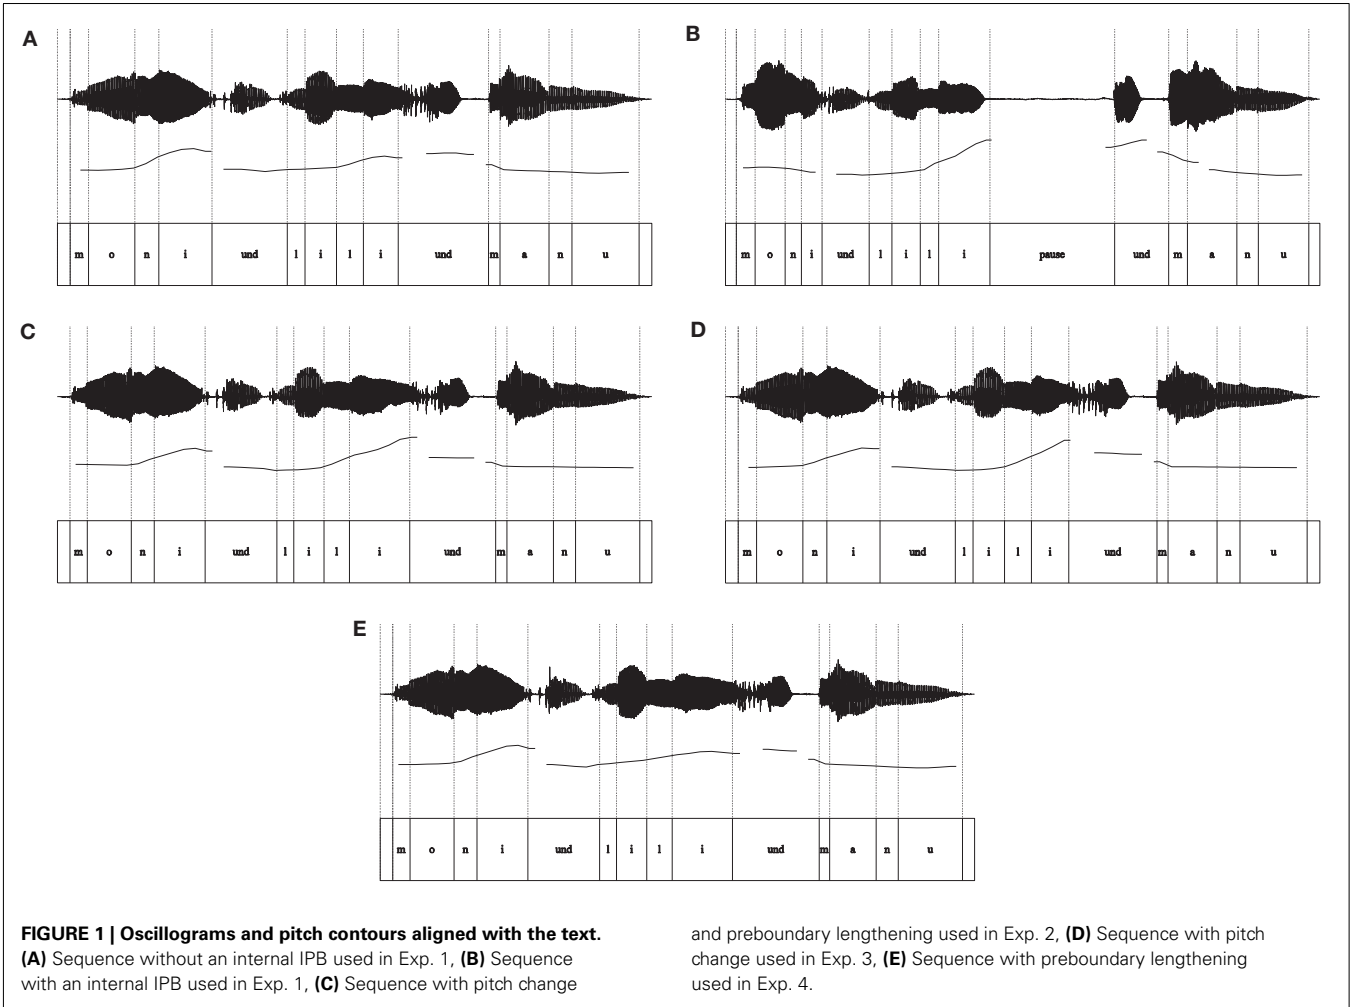 A
m o n i und l i l i und m a n u
B
m o n i und l i l i pause und m a n u
C
m o n i und l i l i und m a n u
D
m o n i und l i l i und m a n u
E
m o n i und l i l i und m a n u
FIGURE 1 | Oscillograms and pitch contours aligned with the text.
(A) Sequence without an internal IPB used in Exp. 1, (B) Sequence
with an internal IPB used in Exp. 1, (C) Sequence with pitch change
and preboundary lengthening used in Exp. 2, (D) Sequence with pitch
change used in Exp. 3, (E) Sequence with preboundary lengthening
used in Exp. 4.